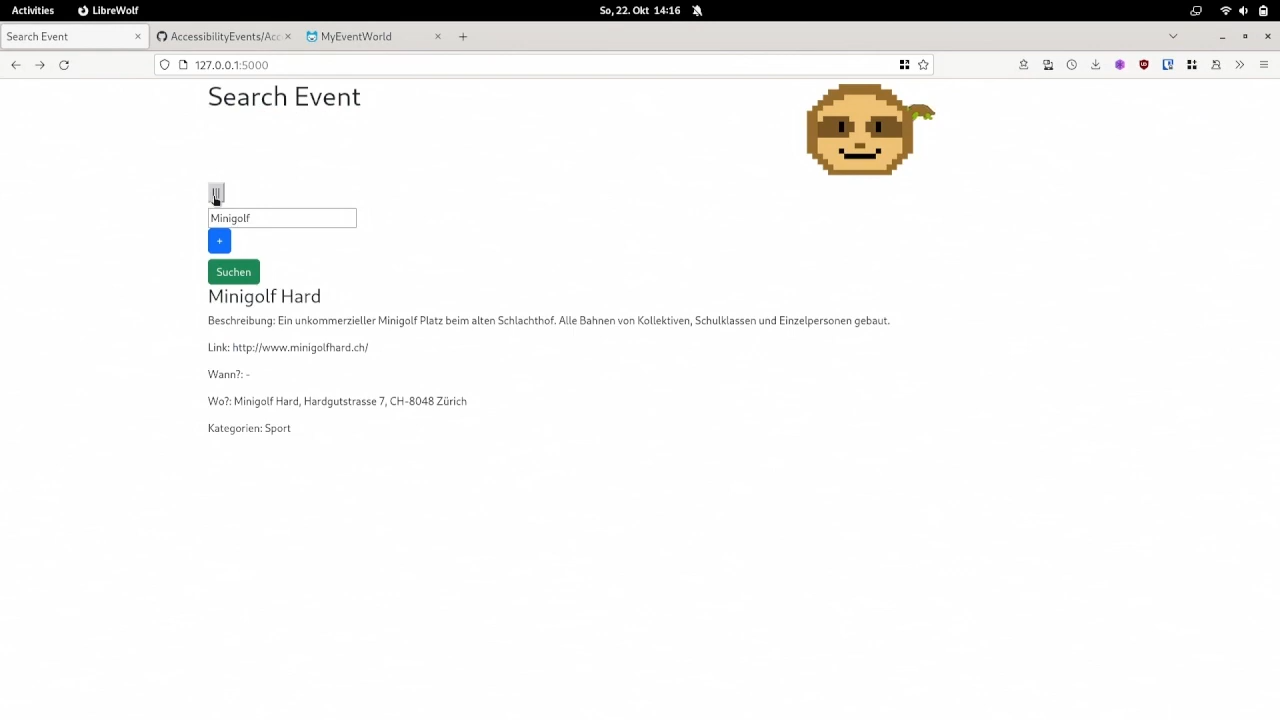 Activities LibreWolf So, 22. Okt 14:16
Search Event AccessibilityEvents/Acc MyEventWorld
127.0.0.1:5000
Search Event
|||
Minigolf
+
Suchen
Minigolf Hard
Beschreibung: Ein unkommerzieller Minigolf Platz beim alten Schlachthof. Alle Bahnen von Kollektiven, Schulklassen und Einzelpersonen gebaut.
Link: http://www.minigolfhard.ch/
Wann?: -
Wo?: Minigolf Hard, Hardgutstrasse 7, CH-8048 Zürich
Kategorien: Sport